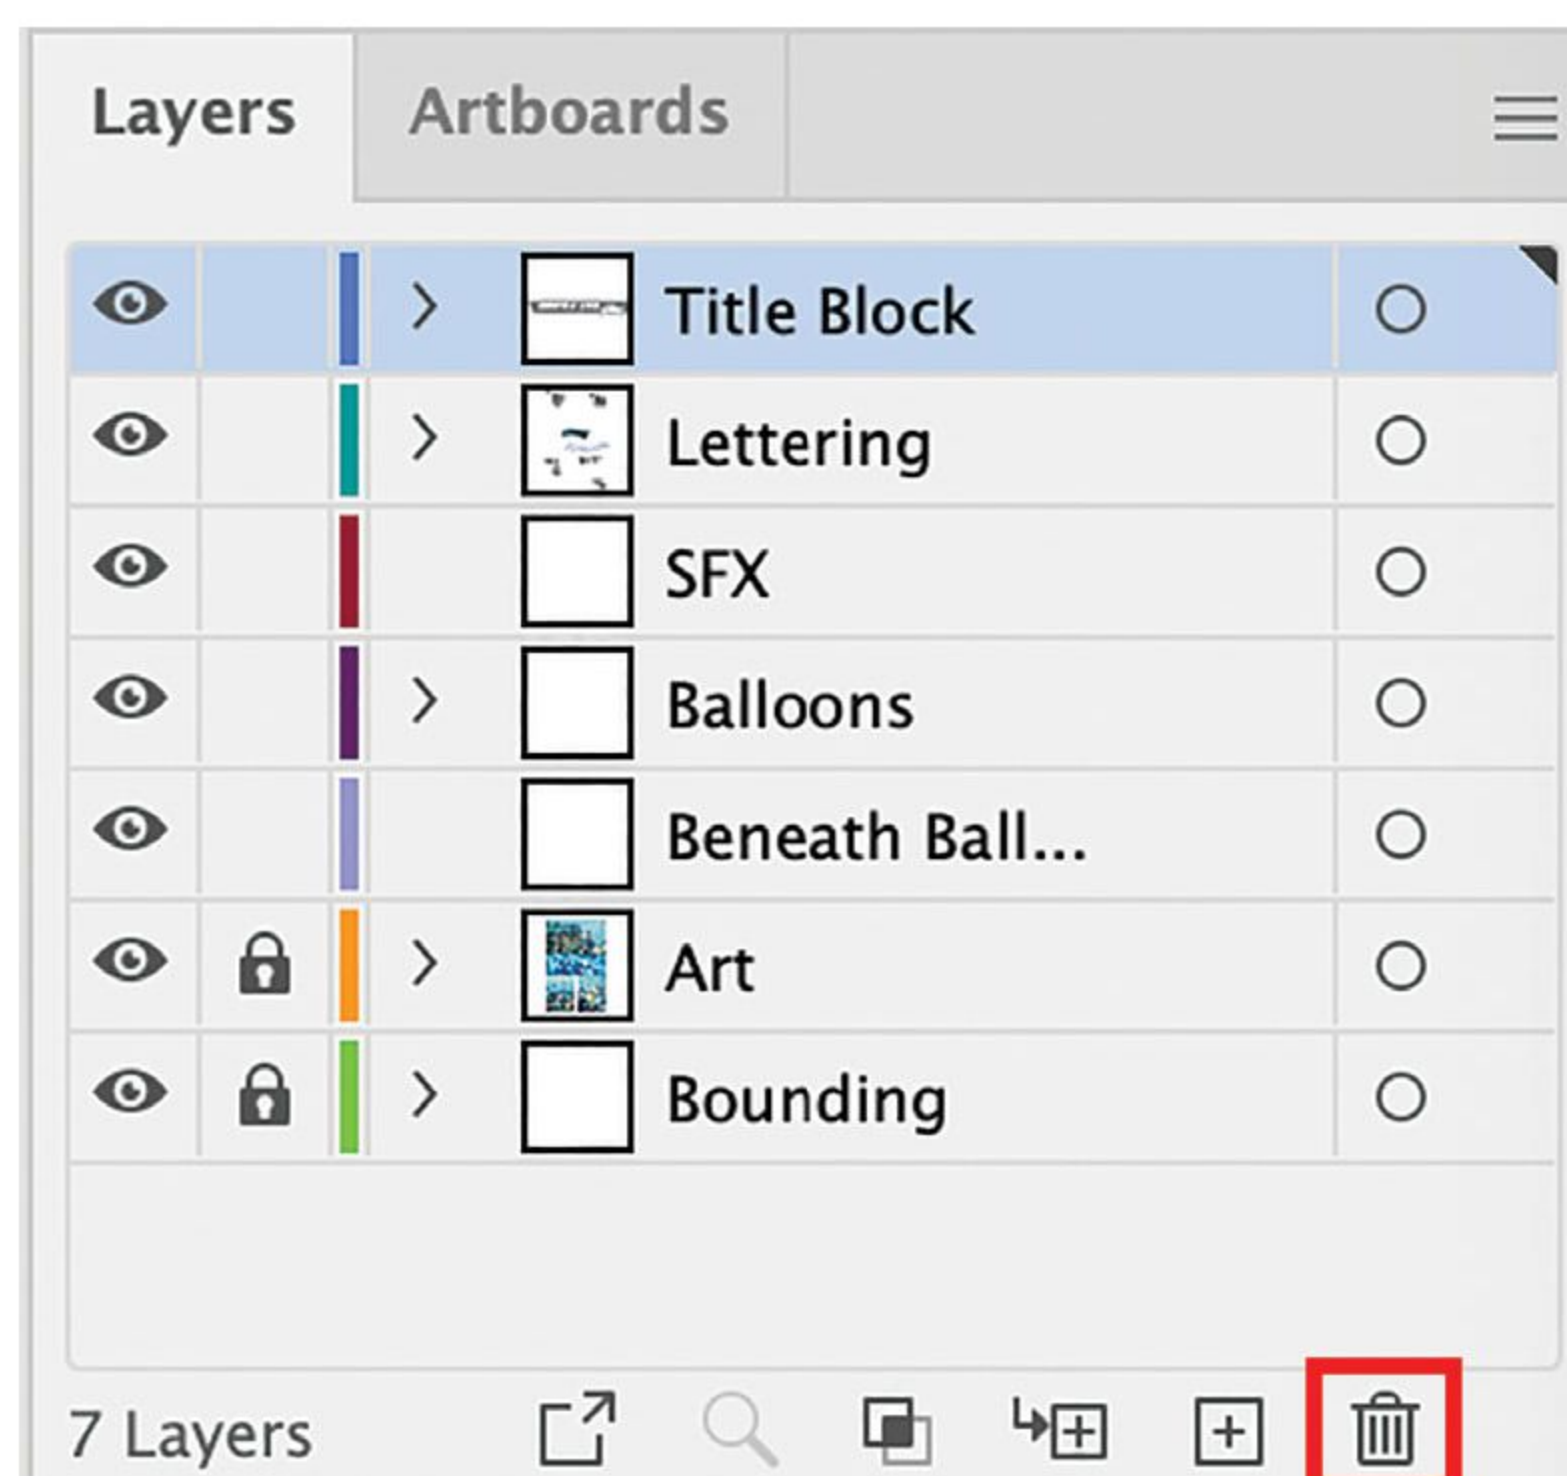 Layers Artboards
Title Block
Lettering
SFX
Balloons
Beneath Ball...
Art
Bounding
7 Layers